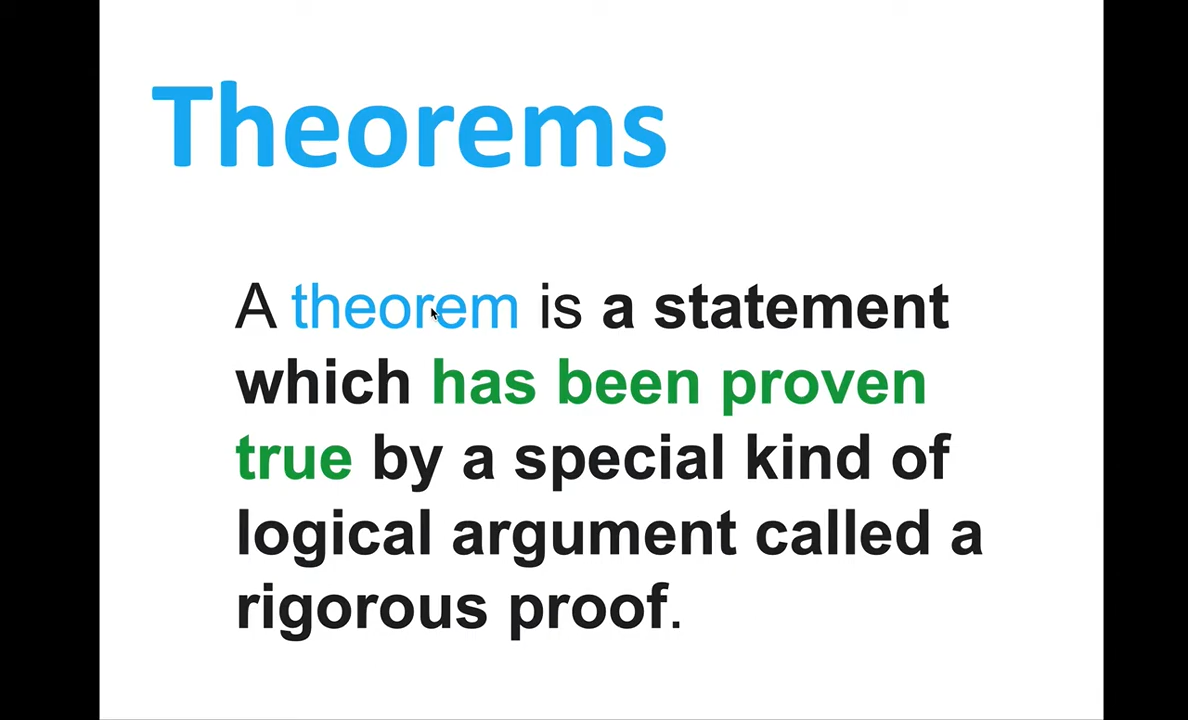 Theorems
A theorem is a statement
which has been proven
true by a special kind of
logical argument called a
rigorous proof.